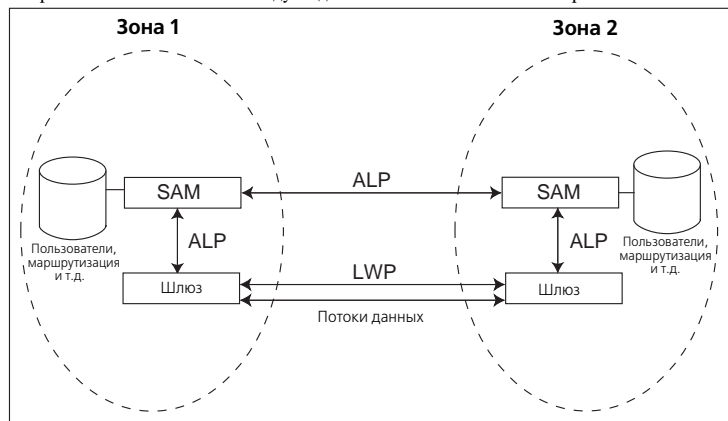 Зона 1
Зона 2
SAM
ALP
SAM
ALP
ALP
Пользователи,
маршрутизация
и т.д.
Пользователи,
маршрутизация
и т.д.
Шлюз
LWP
Шлюз
Потоки данных